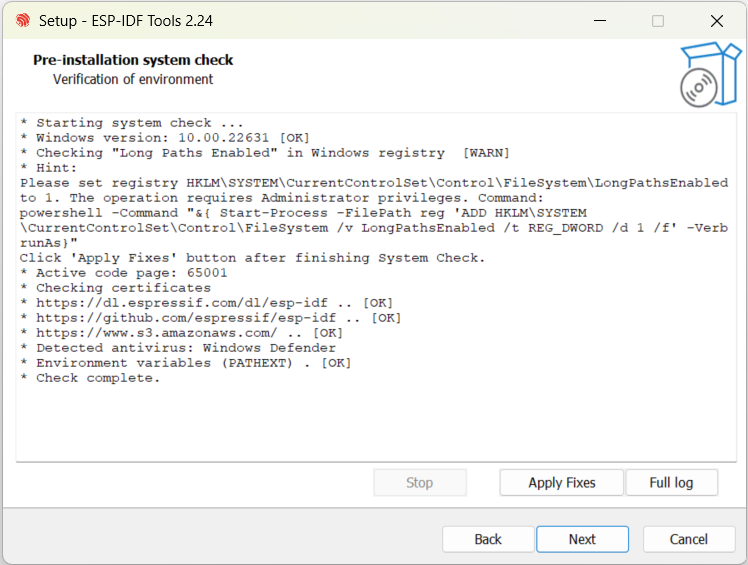 Setup - ESP-IDF Tools 2.24
Pre-installation system check
Verification of environment
* Starting system check ...
* Windows version: 10.00.22631 [OK]
* Checking "Long Paths Enabled" in Windows registry  [WARN]
* Hint:
Please set registry HKLM\SYSTEM\CurrentControlSet\Control\FileSystem\LongPathsEnabled
to 1. The operation requires Administrator privileges. Command:
powershell -Command "&{ Start-Process -FilePath reg 'ADD HKLM\SYSTEM
\CurrentControlSet\Control\FileSystem /v LongPathsEnabled /t REG_DWORD /d 1 /f' -Verb
runAs}"
Click 'Apply Fixes' button after finishing System Check.
* Active code page: 65001
* Checking certificates
* https://dl.espressif.com/dl/esp-idf .. [OK]
* https://github.com/espressif/esp-idf .. [OK]
* https://www.s3.amazonaws.com/ .. [OK]
* Detected antivirus: Windows Defender
* Environment variables (PATHEXT) . [OK]
* Check complete.
Stop Apply Fixes Full log
Back Next Cancel